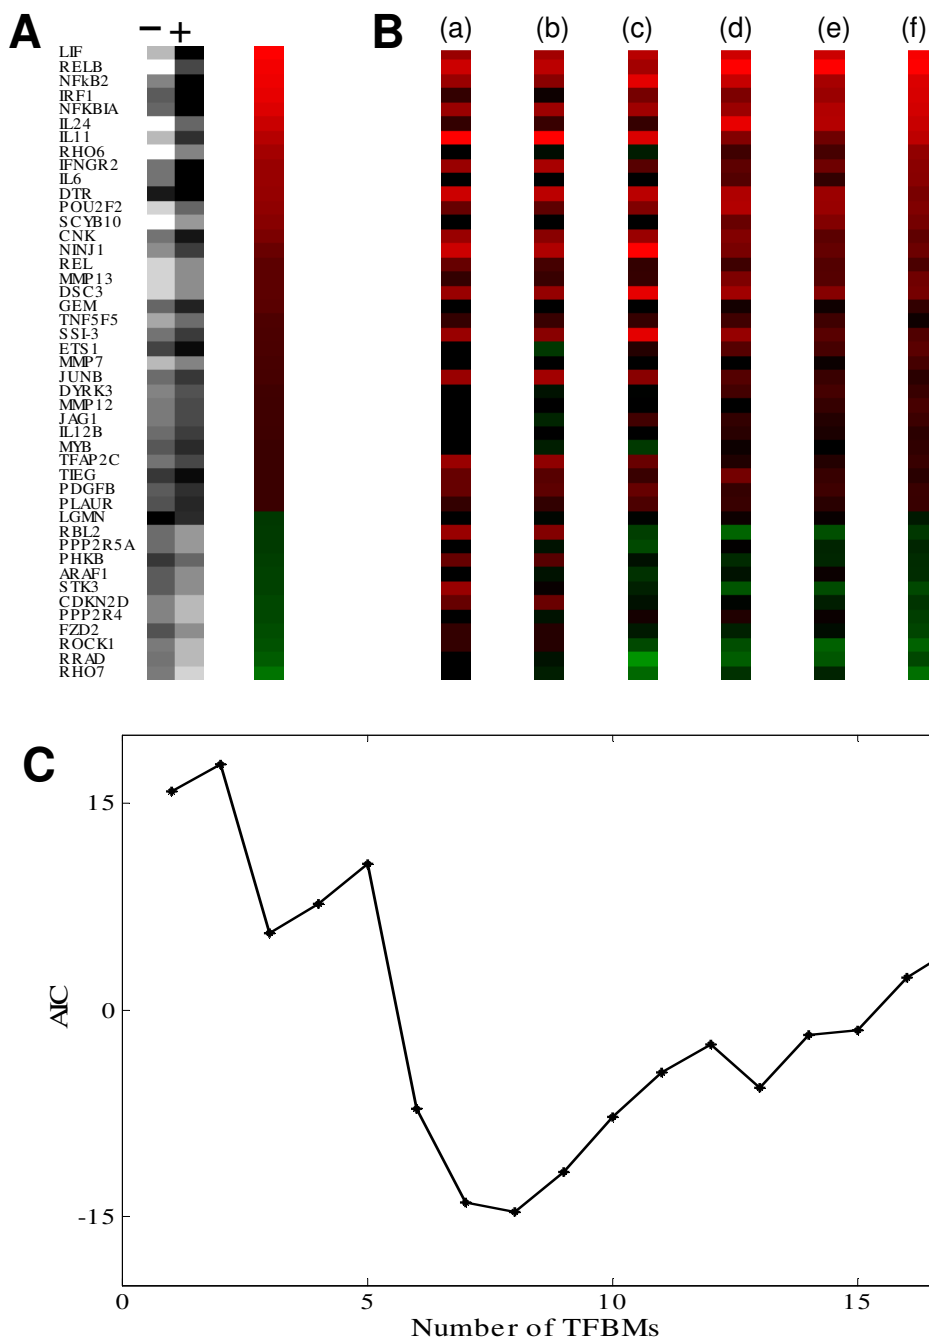 A
− +
B
(a) (b) (c) (d) (e) (f)
LIF
RELB
NFkB2
IRF1
NFKBIA
IL24
IL11
RHO6
IFNGR2
IL6
DTR
POU2F2
SCYB10
CNK
NINJ1
REL
MMP13
DSC3
GEM
TNF5F5
SSI-3
ETS1
MMP7
JUNB
DYRK3
MMP12
JAG1
IL12B
MYB
TFAP2C
TIEG
PDGFB
PLAUR
LGMN
RBL2
PPP2R5A
PHKB
ARAF1
STK3
CDKN2D
PPP2R4
FZD2
ROCK1
RRAD
RHO7
C
15
0
-15
AIC
0 5 10 15
Number of TFBMs